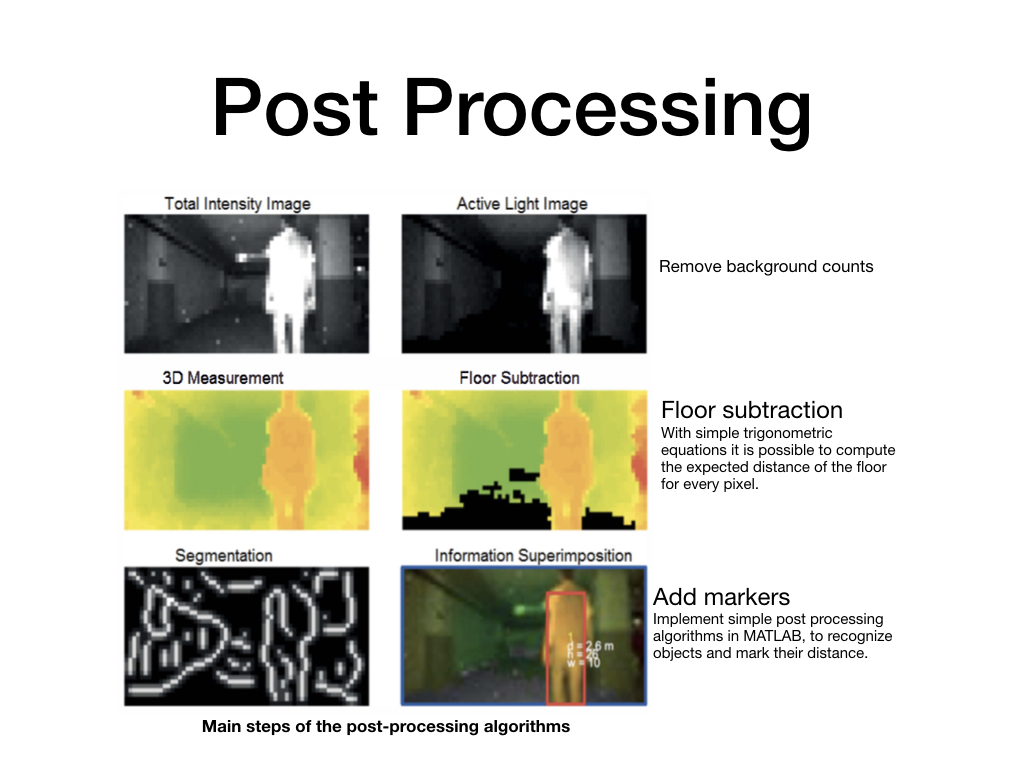 Post Processing
Total Intensity Image
Active Light Image
Remove background counts
3D Measurement
Floor Subtraction
Floor subtraction
With simple trigonometric
equations it is possible to compute
the expected distance of the floor
for every pixel.
Segmentation
Information Superimposition
1
d = 2.6 m
h = 26
w = 10
Add markers
Implement simple post processing
algorithms in MATLAB, to recognize
objects and mark their distance.
Main steps of the post-processing algorithms